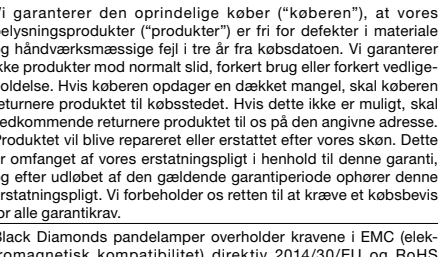 Vi garanterer den oprindelige køber (“køberen”), at vores
belysningsprodukter (“produkter”) er fri for defekter i materiale
og håndværksmæssige fejl i tre år fra købsdatoen. Vi garanterer
ikke produkter mod normalt slid, forkert brug eller forkert vedlige-
holdelse. Hvis køberen opdager en dækket mangel, skal køberen
returnere produktet til købsstedet. Hvis dette ikke er muligt, skal
vedkommende returnere produktet til os på den angivne adresse.
Produktet vil blive repareret eller erstattet efter vores skøn. Dette
er omfanget af vores erstatningspligt i henhold til denne garanti,
og efter udløbet af den gældende garantiperiode ophører denne
erstatningspligt. Vi forbeholder os retten til at kræve et købsbevis
for alle garantikrav.
Black Diamonds pandelamper overholder kravene i EMC (elek-
tromagnetisk kompatibilitet) direktiv 2014/30/EU og RoHS